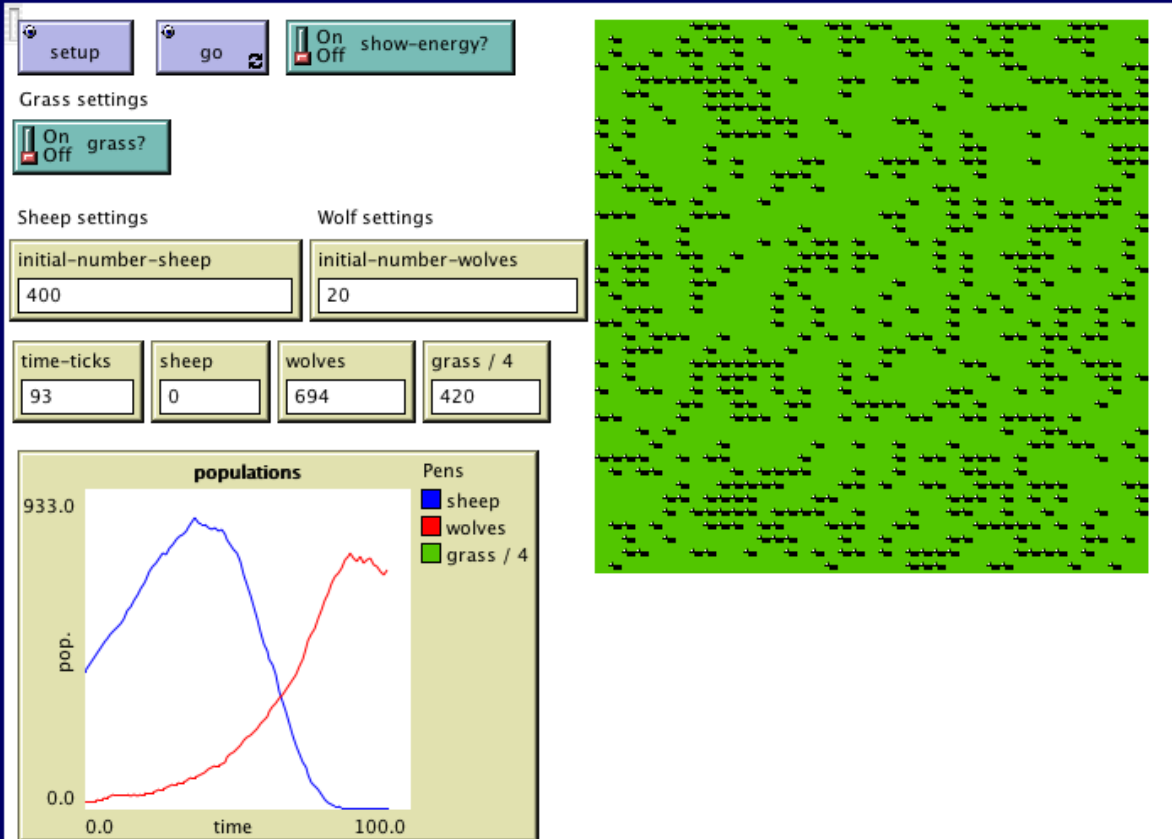 setup
go
On
Off
show-energy?
Grass settings
On
Off
grass?
Sheep settings
Wolf settings
initial-number-sheep
400
initial-number-wolves
20
time-ticks
93
sheep
0
wolves
694
grass / 4
420
populations
933.0
pop.
0.0
0.0
time
100.0
Pens
sheep
wolves
grass / 4